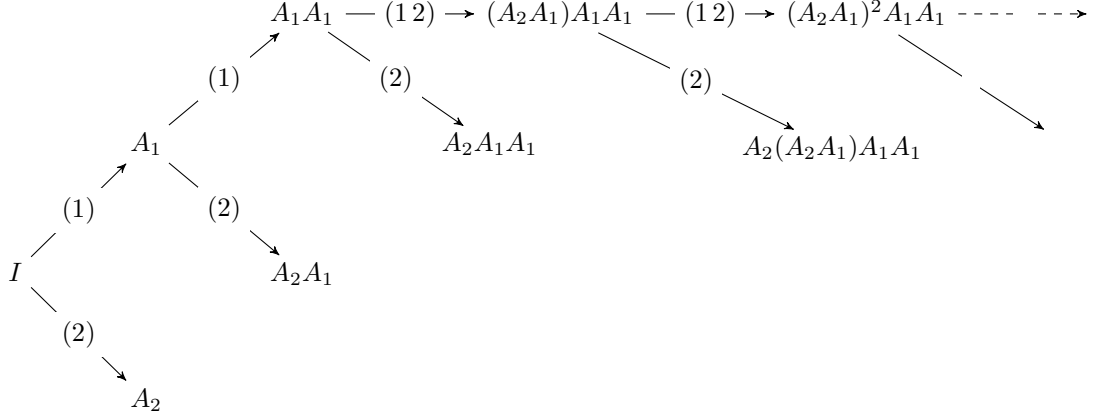 A₁A₁ (1 2) (A₂A₁)A₁A₁ (1 2) (A₂A₁)²A₁A₁
(1) (2) (2)
A₁ A₂A₁A₁ A₂(A₂A₁)A₁A₁
(1) (2)
I A₂A₁
(2)
A₂